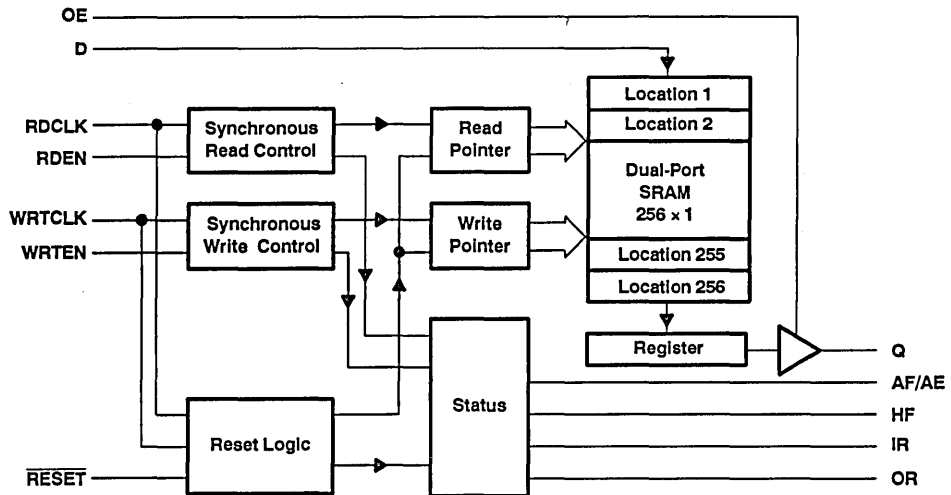 OE
D
RDCLK
RDEN
WRTCLK
WRTEN
RESET
Synchronous
Read Control
Synchronous
Write Control
Reset Logic
Read
Pointer
Write
Pointer
Status
Location 1
Location 2
Dual-Port
SRAM
256 × 1
Location 255
Location 256
Register
Q
AF/AE
HF
IR
OR